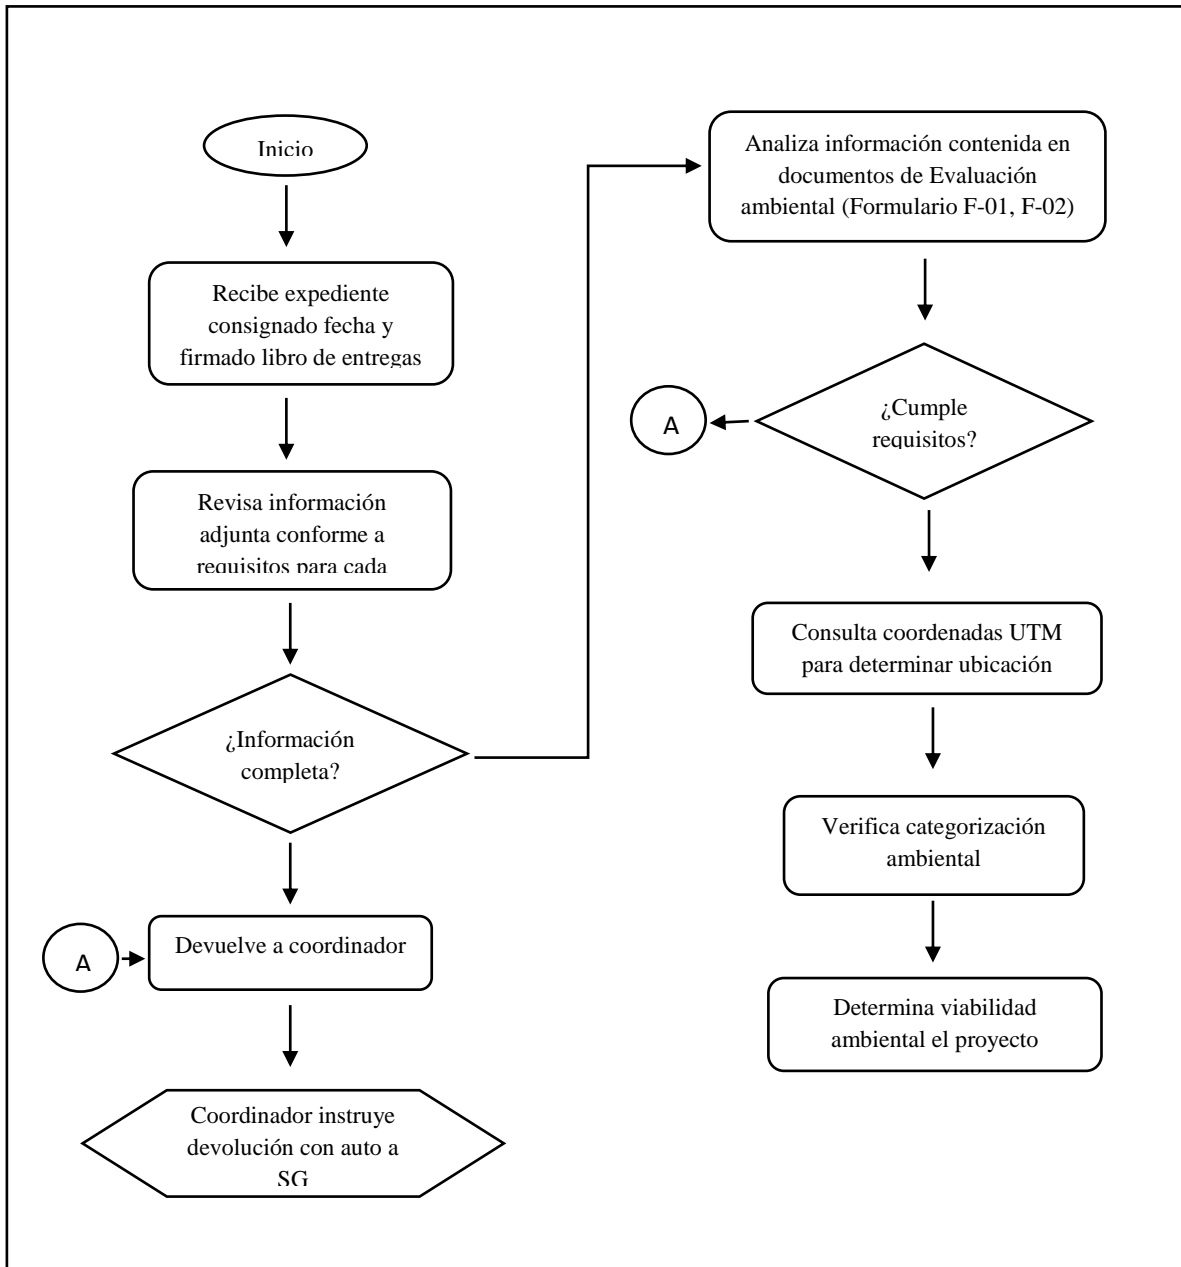 Inicio
Recibe expediente
consignado fecha y
firmado libro de entregas
Revisa información
adjunta conforme a
requisitos para cada
¿Información
completa?
A
Devuelve a coordinador
Coordinador instruye
devolución con auto a
SG
Analiza información contenida en
documentos de Evaluación
ambiental (Formulario F-01, F-02)
A
¿Cumple
requisitos?
Consulta coordenadas UTM
para determinar ubicación
Verifica categorización
ambiental
Determina viabilidad
ambiental el proyecto